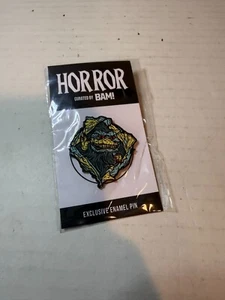 HORROR
CURATED BY BAM!
EXCLUSIVE ENAMEL PIN